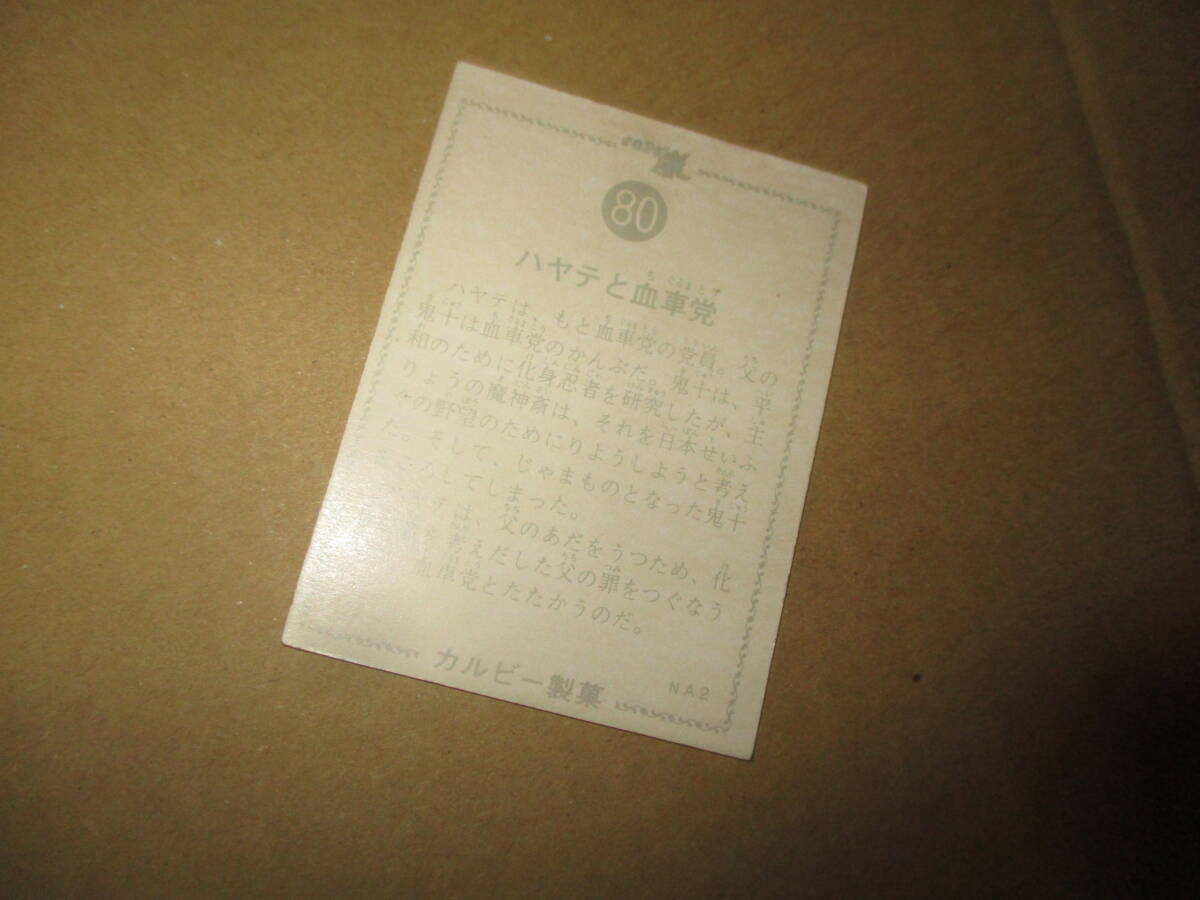 嵐
80
ハヤテと血車党
ハヤテは、もと血車党の党員。父の
鬼十は血車党のかんぶだ。鬼十は、平
和のために化身忍者を研究したが、主
りょうの魔神斎は、それを日本せいふ
くの野望のためにりようしようと考え
た。そして、じゃまものとなった鬼十
してしまった。
は、父のあだをうつため、化
考えだした父の罪をつぐなう
血車党とたたかうのだ。
カルビー製菓
NA2